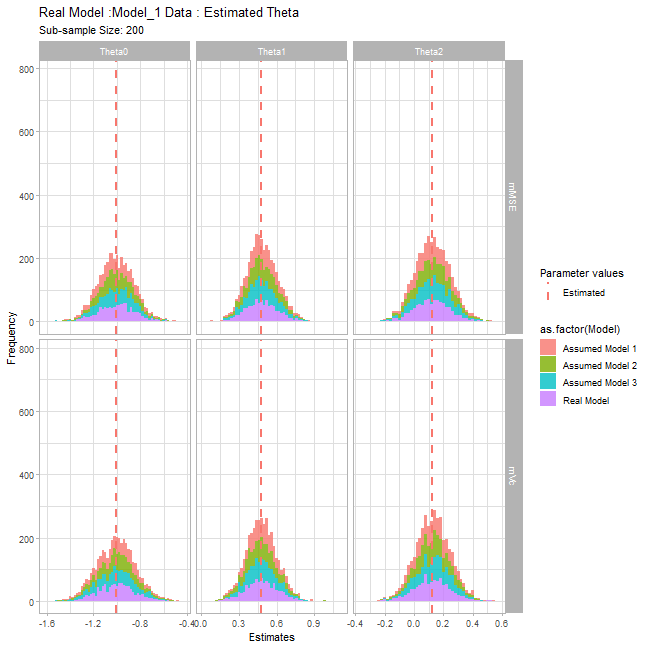 Real Model :Model_1 Data : Estimated Theta
Sub-sample Size: 200
Theta0
Theta1
Theta2
800
600
400
200
0
mMSE
800
600
400
200
0
mVc
Frequency
-1.6
-1.2
-0.8
-0.4
0.0
0.3
0.6
0.9
-0.4
-0.2
0.0
0.2
0.4
0.6
Estimates
Parameter values
Estimated
as.factor(Model)
Assumed Model 1
Assumed Model 2
Assumed Model 3
Real Model